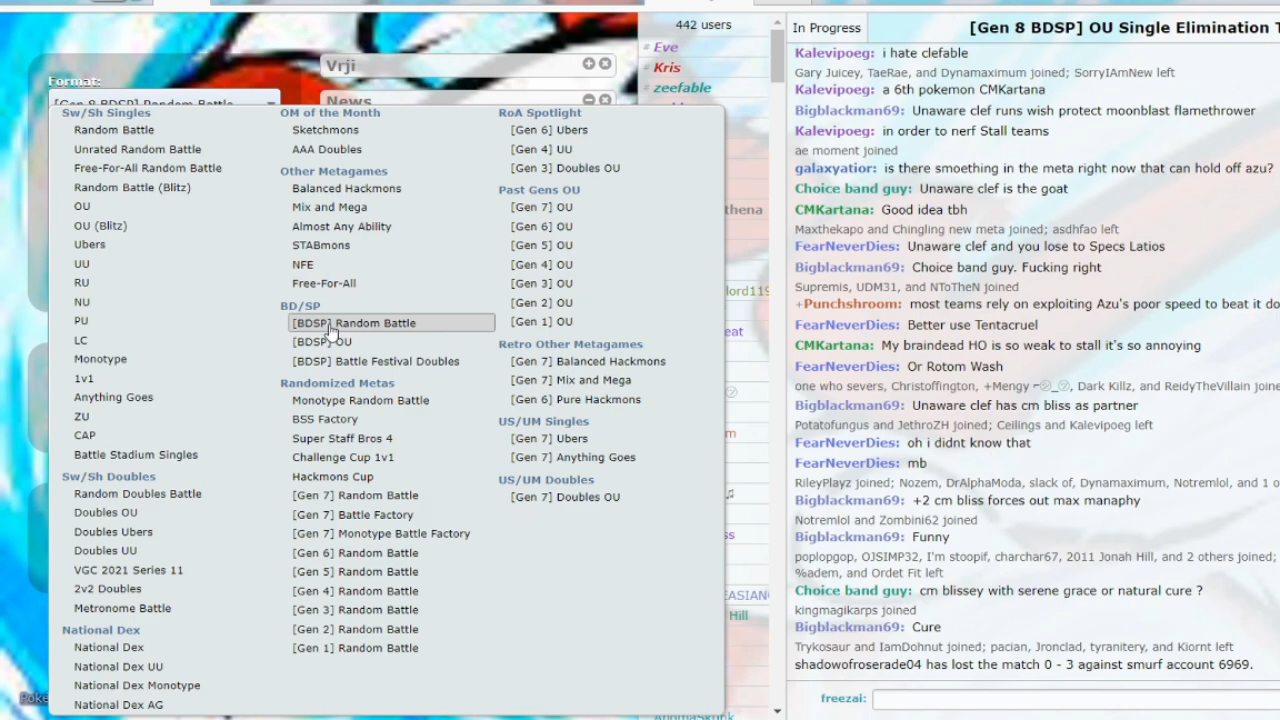 Format:
[Gen 8 BDSP] Random Battle
Vrji
News
Sw/Sh Singles
Random Battle
Unrated Random Battle
Free-For-All Random Battle
Random Battle (Blitz)
OU
OU (Blitz)
Ubers
UU
RU
NU
PU
LC
Monotype
1v1
Anything Goes
ZU
CAP
Battle Stadium Singles
Sw/Sh Doubles
Random Doubles Battle
Doubles OU
Doubles Ubers
Doubles UU
VGC 2021 Series 11
2v2 Doubles
Metronome Battle
National Dex
National Dex
National Dex UU
National Dex Monotype
National Dex AG
OM of the Month
Sketchmons
AAA Doubles
Other Metagames
Balanced Hackmons
Mix and Mega
Almost Any Ability
STABmons
NFE
Free-For-All
BD/SP
[BDSP] Random Battle
[BDSP] OU
[BDSP] Battle Festival Doubles
Randomized Metas
Monotype Random Battle
BSS Factory
Super Staff Bros 4
Challenge Cup 1v1
Hackmons Cup
[Gen 7] Random Battle
[Gen 7] Battle Factory
[Gen 7] Monotype Battle Factory
[Gen 6] Random Battle
[Gen 5] Random Battle
[Gen 4] Random Battle
[Gen 3] Random Battle
[Gen 2] Random Battle
[Gen 1] Random Battle
RoA Spotlight
[Gen 6] Ubers
[Gen 4] UU
[Gen 3] Doubles OU
Past Gens OU
[Gen 7] OU
[Gen 6] OU
[Gen 5] OU
[Gen 4] OU
[Gen 3] OU
[Gen 2] OU
[Gen 1] OU
Retro Other Metagames
[Gen 7] Balanced Hackmons
[Gen 7] Mix and Mega
[Gen 6] Pure Hackmons
US/UM Singles
[Gen 7] Ubers
[Gen 7] Anything Goes
US/UM Doubles
[Gen 7] Doubles OU
442 users
# Eve
# Kris
# zeefable
thena
lord119
eat
m
ss
EASIAN
Hill
In Progress
[Gen 8 BDSP] OU Single Elimination T
Kalevipoeg: i hate clefable
Gary Juicey, TaeRae, and Dynamaximum joined; SorryIAmNew left
Kalevipoeg: a 6th pokemon CMKartana
Bigblackman69: Unaware clef runs wish protect moonblast flamethrower
Kalevipoeg: in order to nerf Stall teams
ae moment joined
galaxyatior: is there smoething in the meta right now that can hold off azu?
Choice band guy: Unaware clef is the goat
CMKartana: Good idea tbh
Maxthekapo and Chingling new meta joined; asdhfao left
FearNeverDies: Unaware clef and you lose to Specs Latios
Bigblackman69: Choice band guy. Fucking right
Supremis, UDM31, and NToTheN joined
+Punchshroom: most teams rely on exploiting Azu's poor speed to beat it do
FearNeverDies: Better use Tentacruel
CMKartana: My braindead HO is so weak to stall it's so annoying
FearNeverDies: Or Rotom Wash
one who severs, Christoffington, +Mengy ⌐㋡_㋡, Dark Killz, and ReidyTheVillain joine
Bigblackman69: Unaware clef has cm bliss as partner
Potatofungus and JethroZH joined; Ceilings and Kalevipoeg left
FearNeverDies: oh i didnt know that
FearNeverDies: mb
RileyPlayz joined; Nozem, DrAlphaModa, slack of, Dynamaximum, Notremlol, and 1 o
Bigblackman69: +2 cm bliss forces out max manaphy
Notremlol and Zombini62 joined
Bigblackman69: Funny
poplopgop, OJSIMP32, I'm stoopif, charchar67, 2011 Jonah Hill, and 2 others joined;
%adem, and Ordet Fit left
Choice band guy: cm blissey with serene grace or natural cure ?
kingmagikarps joined
Bigblackman69: Cure
Trykosaur and IamDohnut joined; pacian, Jronclad, tyranitery, and Kiornt left
shadowofroserade04 has lost the match 0 - 3 against smurf account 6969.
freezai: